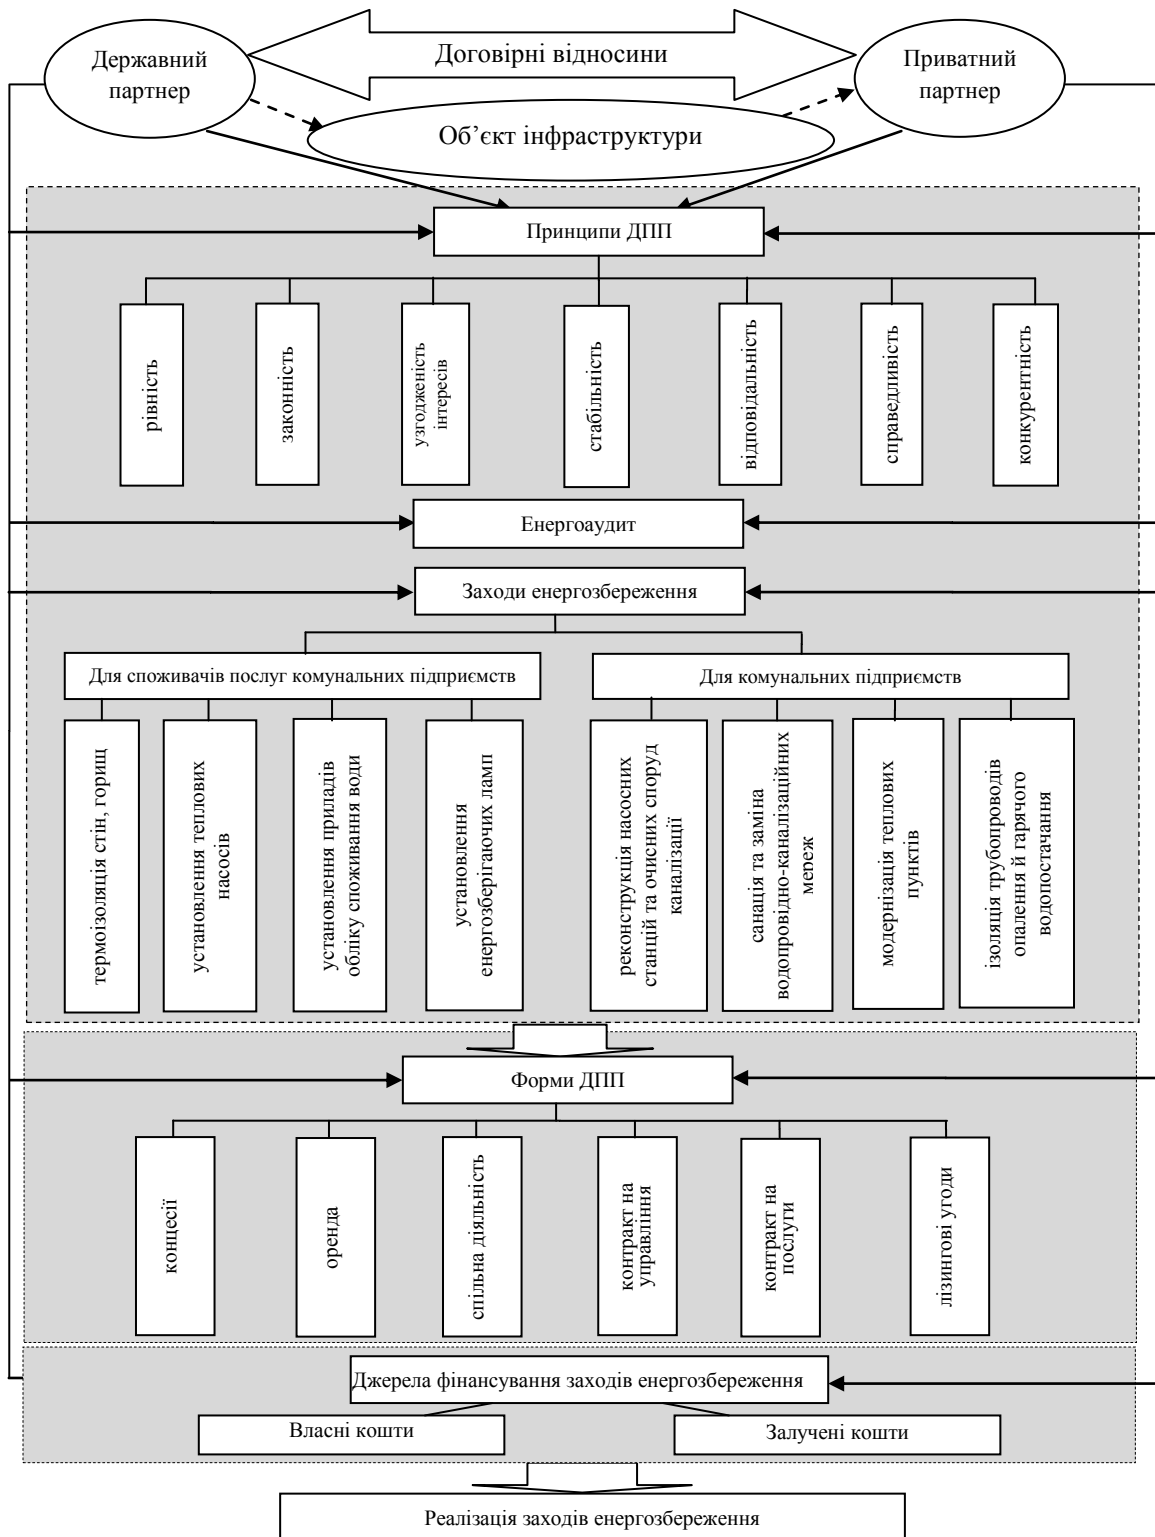 Державний
партнер
Договірні відносини
Приватний
партнер
Об’єкт інфраструктури
Принципи ДПП
рівність
законність
узгодженість
інтересів
стабільність
відповідальність
справедливість
конкурентність
Енергоаудит
Заходи енергозбереження
Для споживачів послуг комунальних підприємств
Для комунальних підприємств
термоізоляція стін, горищ
установлення теплових
насосів
установлення приладів
обліку споживання води
установлення
енергозберігаючих ламп
реконструкція насосних
станцій та очисних споруд
каналізації
санація та заміна
водопровідно-каналізаційних
мереж
модернізація теплових
пунктів
ізоляція трубопроводів
опалення й гарячого
водопостачання
Форми ДПП
концесії
оренда
спільна діяльність
контракт на
управління
контракт на
послуги
лізингові угоди
Джерела фінансування заходів енергозбереження
Власні кошти
Залучені кошти
Реалізація заходів енергозбереження